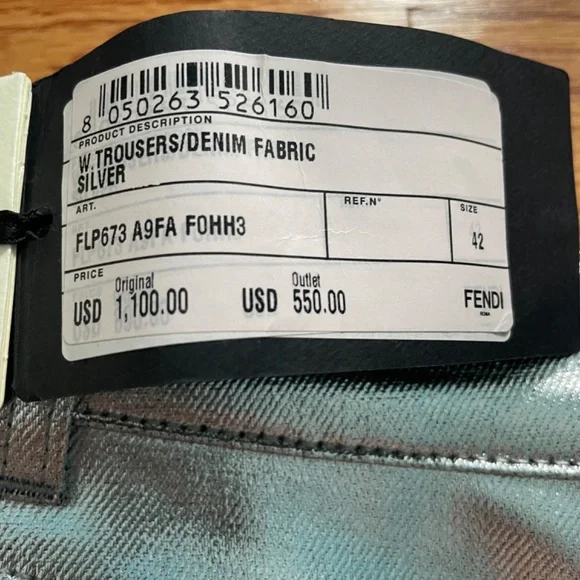 8 050263 526160
PRODUCT DESCRIPTION
W.TROUSERS/DENIM FABRIC
SILVER
ART.
REF.N°
SIZE
FLP673 A9FA F0HH3
42
PRICE
Original
Outlet
USD 1,100.00
USD 550.00
FENDI
ROMA